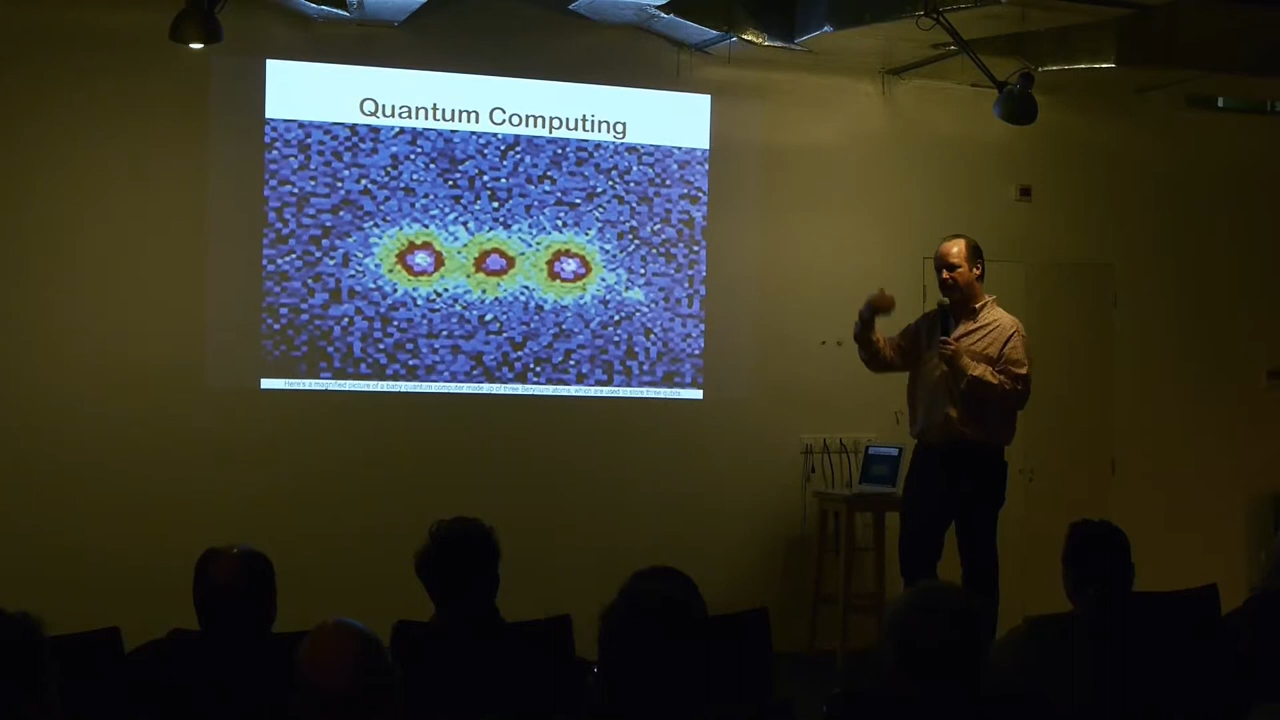 Quantum Computing
Here's a magnified picture of a baby quantum computer made up of three Beryllium atoms, which are used to store three qubits.